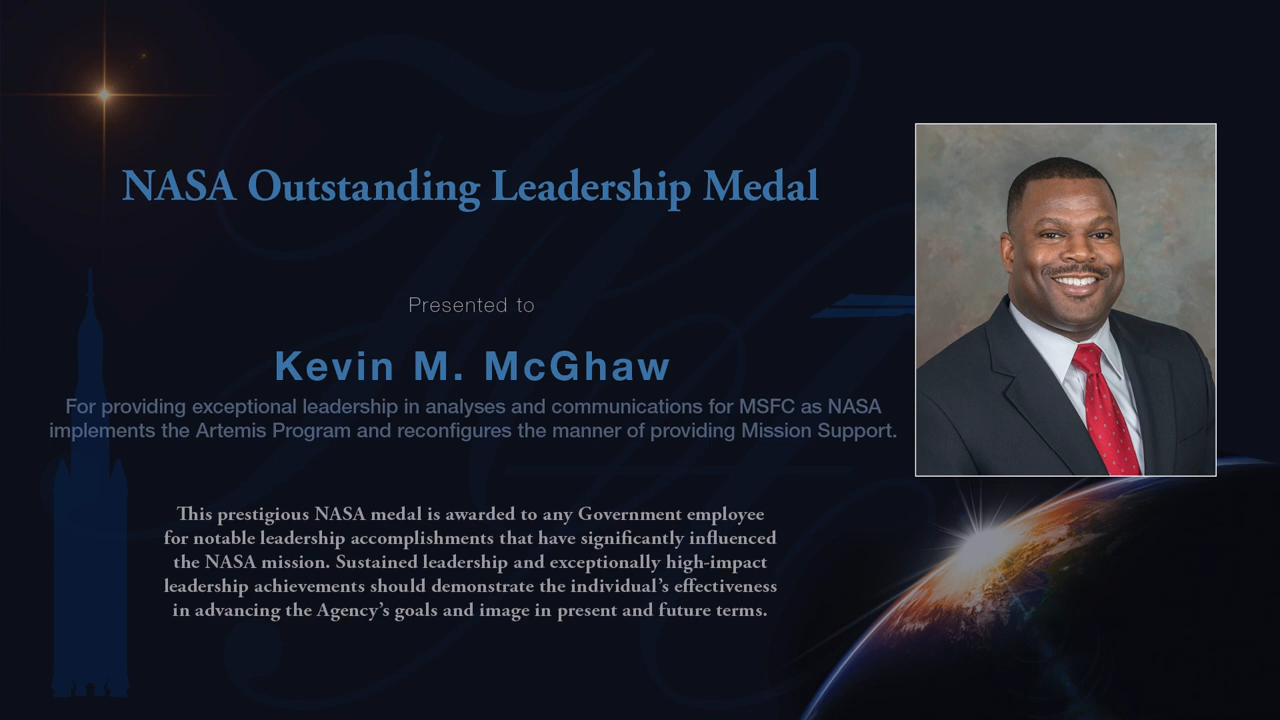 NASA Outstanding Leadership Medal
Presented to
Kevin M. McGhaw
For providing exceptional leadership in analyses and communications for MSFC as NASA
implements the Artemis Program and reconfigures the manner of providing Mission Support.
This prestigious NASA medal is awarded to any Government employee
for notable leadership accomplishments that have significantly influenced
the NASA mission. Sustained leadership and exceptionally high-impact
leadership achievements should demonstrate the individual’s effectiveness
in advancing the Agency’s goals and image in present and future terms.